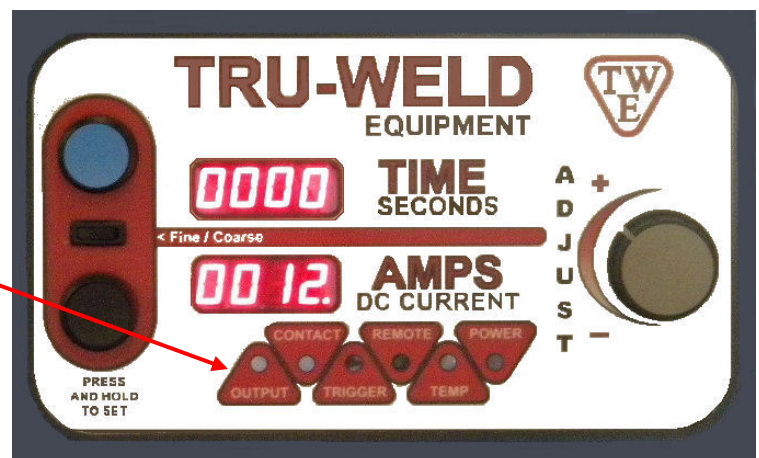 TRU-WELD
EQUIPMENT
TWE
0000
TIME
SECONDS
< Fine / Coarse
0012.
AMPS
DC CURRENT
ADJUST
+
−
CONTACT
REMOTE
POWER
OUTPUT
TRIGGER
TEMP
PRESS
AND HOLD
TO SET